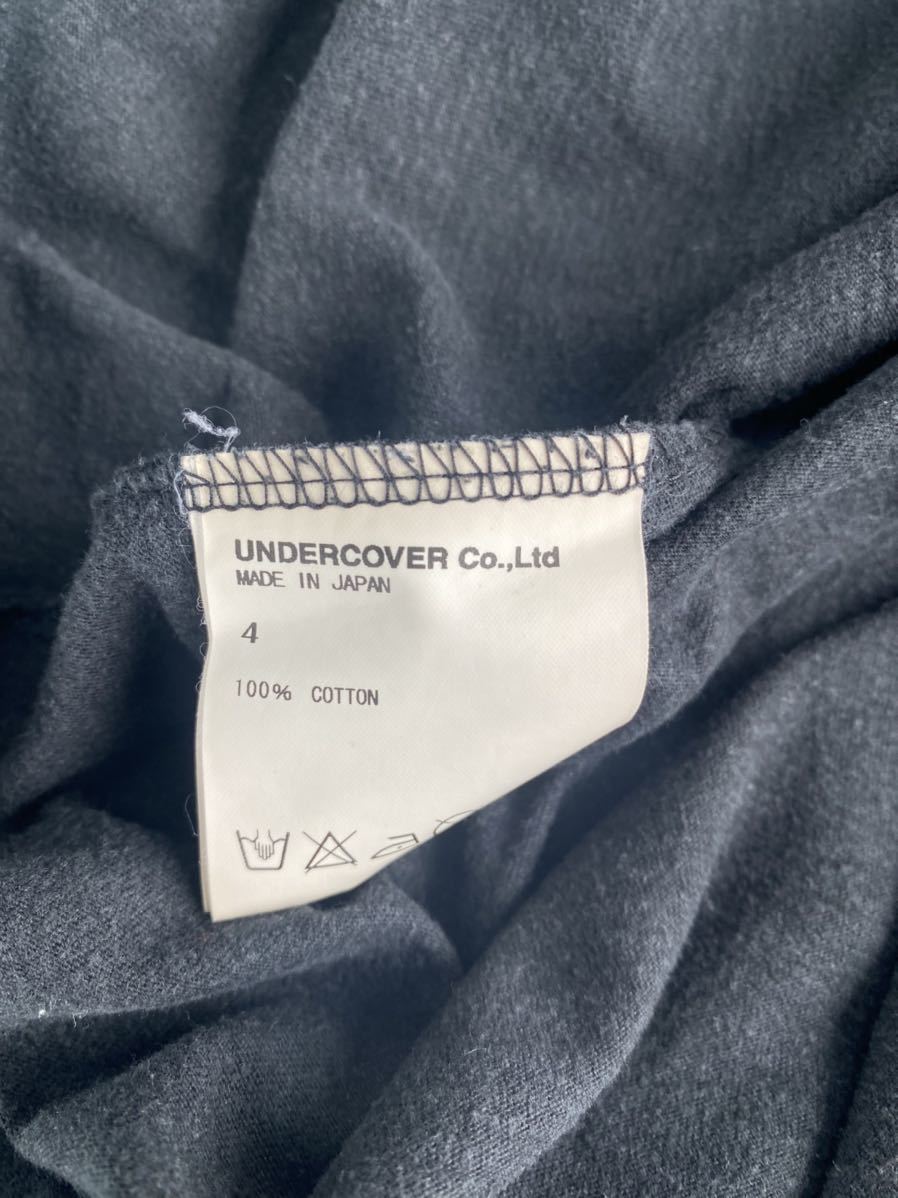 UNDERCOVER Co.,Ltd
MADE IN JAPAN
4
100% COTTON